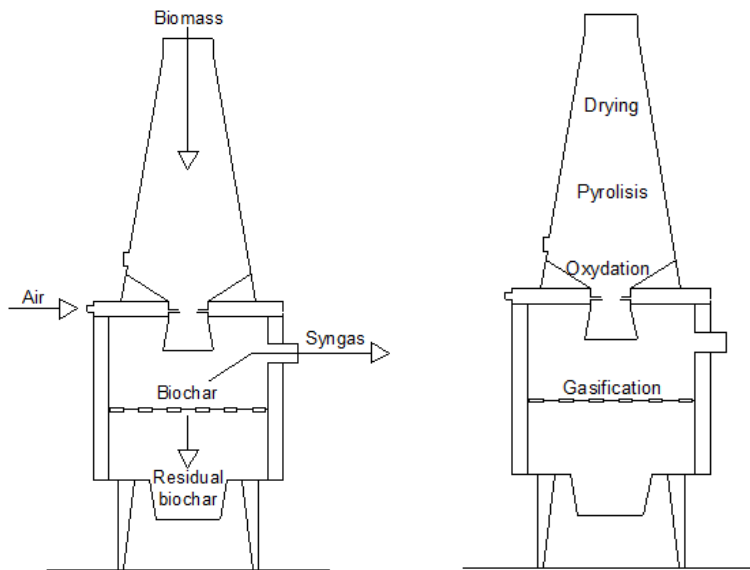 Biomass
Air
Syngas
Biochar
Residual
biochar
Drying
Pyrolisis
Oxydation
Gasification